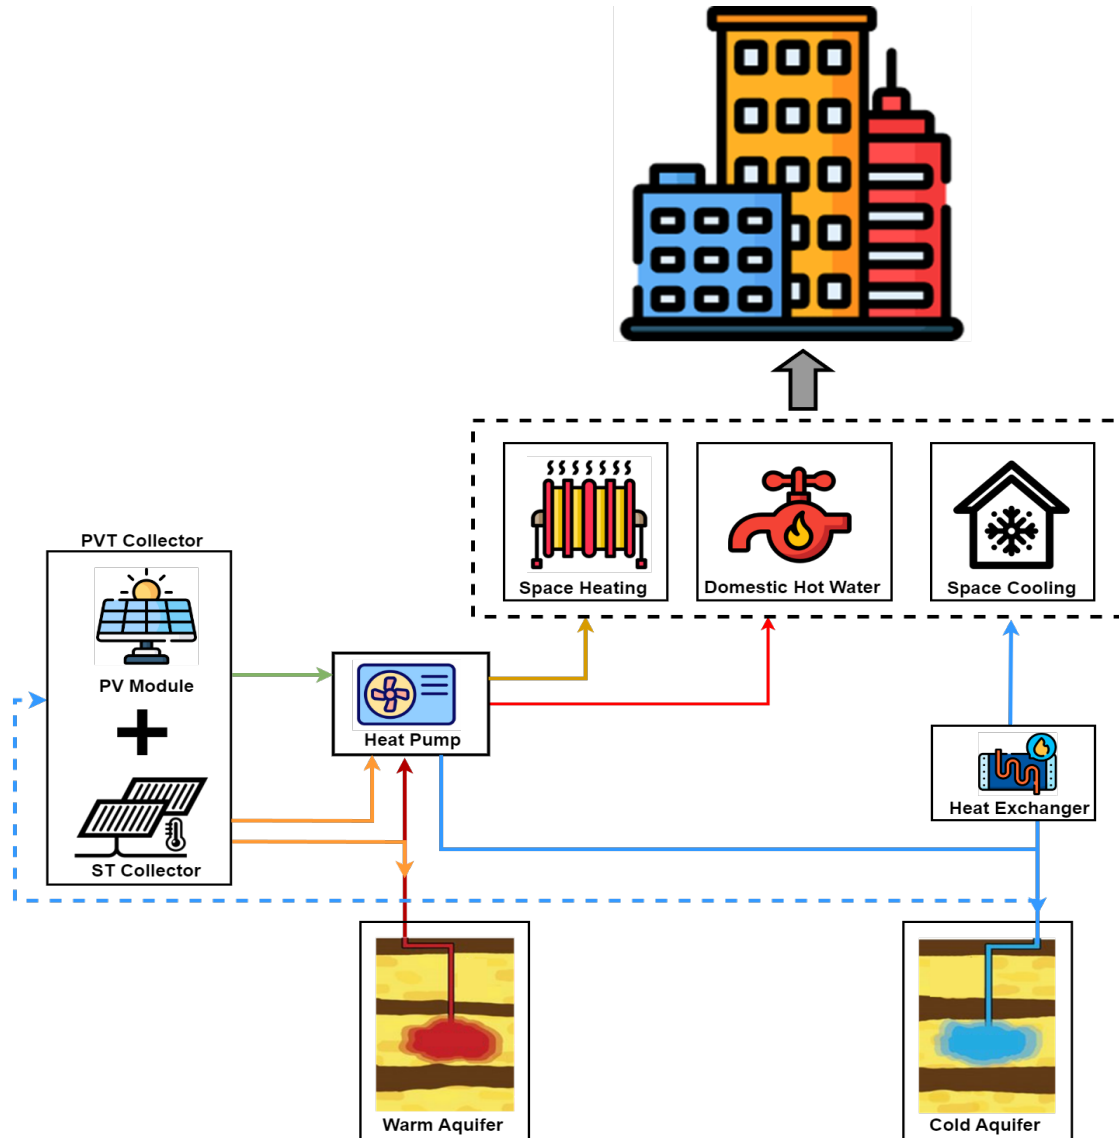 Space Heating
Domestic Hot Water
Space Cooling
PVT Collector
PV Module
Heat Pump
Heat Exchanger
ST Collector
Warm Aquifer
Cold Aquifer